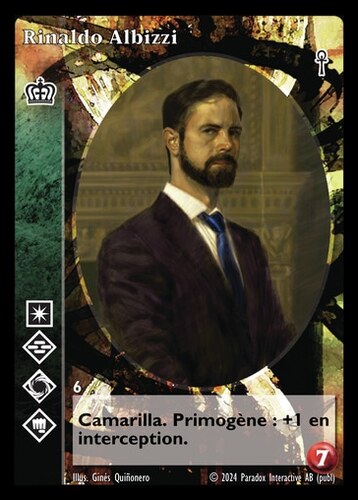 Rinaldo Albizzi
6
Camarilla. Primogène : +1 en
interception.
7
Illus. Ginés Quiñonero
© 2024 Paradox Interactive AB (publ)